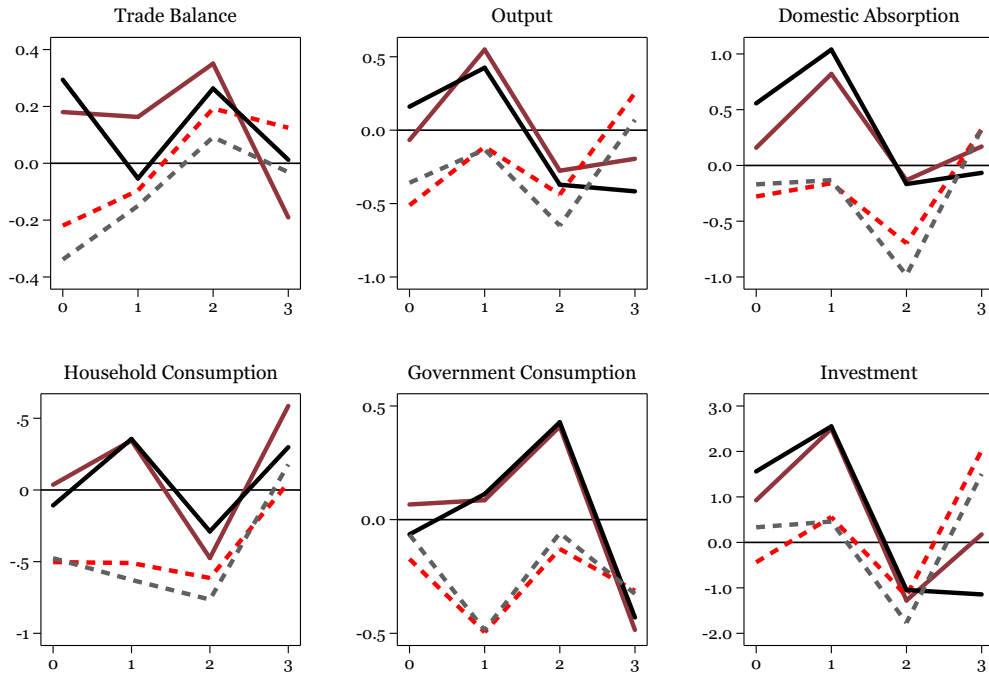 Trade Balance
0.4
0.2
0.0
-0.2
-0.4
0 1 2 3
Output
0.5
0.0
-0.5
-1.0
0 1 2 3
Domestic Absorption
1.0
0.5
0.0
-0.5
-1.0
0 1 2 3
Household Consumption
.5
0
-.5
-1
0 1 2 3
Government Consumption
0.5
0.0
-0.5
0 1 2 3
Investment
3.0
2.0
1.0
0.0
-1.0
-2.0
0 1 2 3